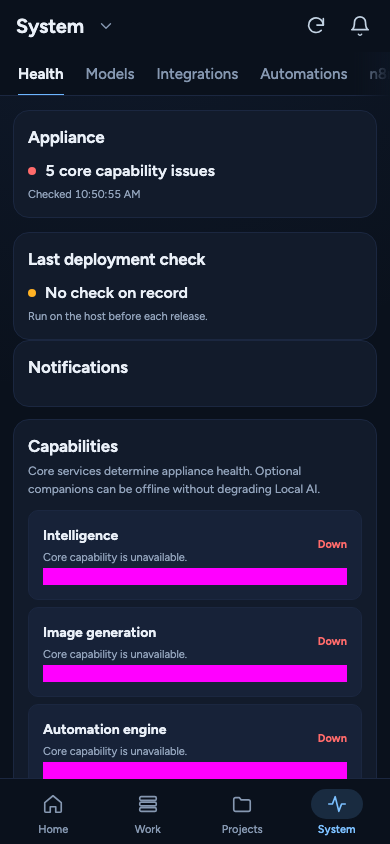 System
Health Models Integrations Automations n8
Appliance
5 core capability issues
Checked 10:50:55 AM
Last deployment check
No check on record
Run on the host before each release.
Notifications
Capabilities
Core services determine appliance health. Optional
companions can be offline without degrading Local AI.
Intelligence
Down
Core capability is unavailable.
Image generation
Down
Core capability is unavailable.
Automation engine
Down
Core capability is unavailable.
Home Work Projects System